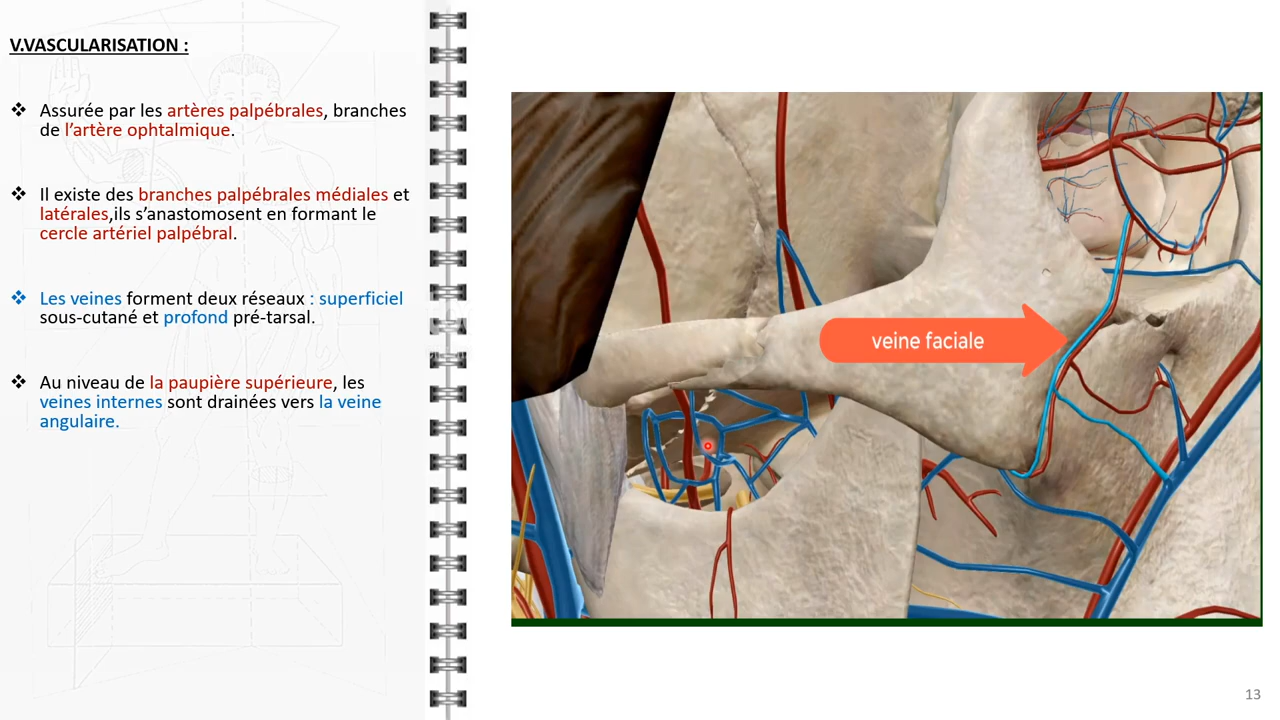 V.VASCULARISATION :
❖ Assurée par les artères palpébrales, branches
de l’artère ophtalmique.
❖ Il existe des branches palpébrales médiales et
latérales,ils s’anastomosent en formant le
cercle artériel palpébral.
❖ Les veines forment deux réseaux : superficiel
sous-cutané et profond pré-tarsal.
❖ Au niveau de la paupière supérieure, les
veines internes sont drainées vers la veine
angulaire.
veine faciale
13